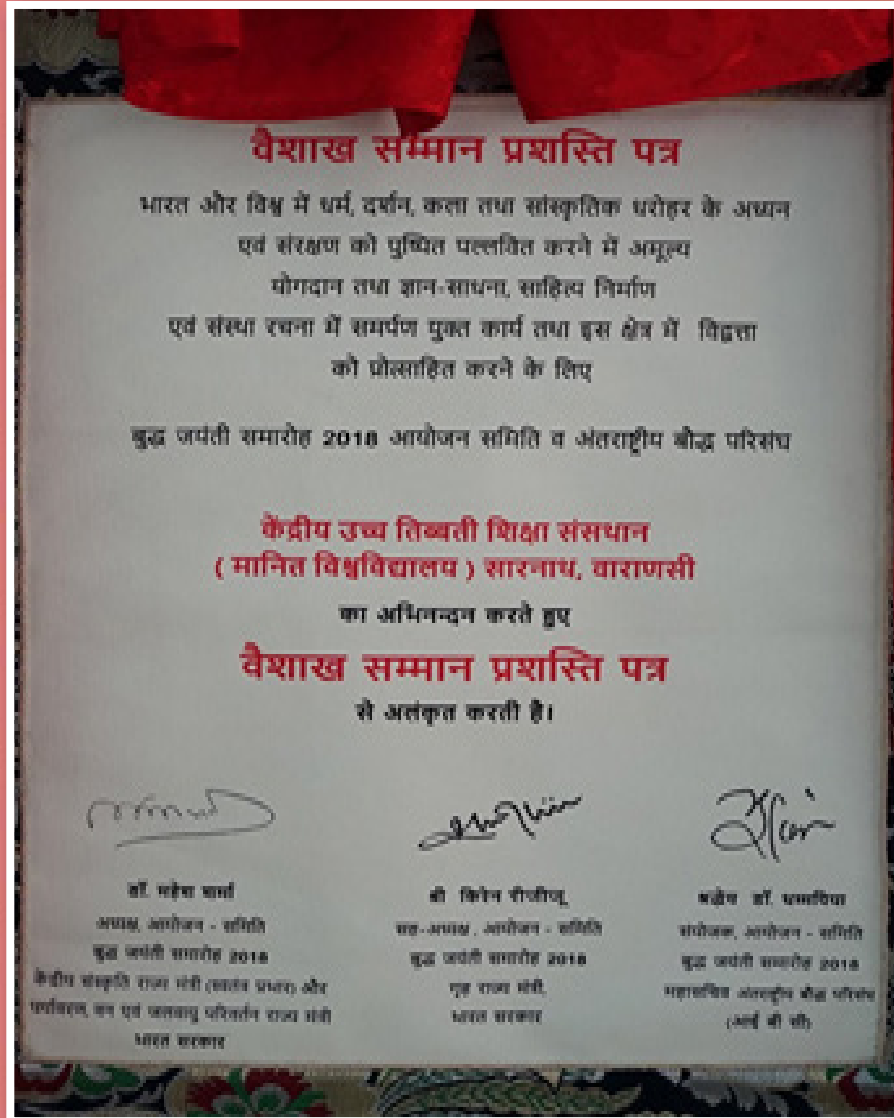 वैशाख सम्मान प्रशस्ति पत्र
भारत और विश्व में धर्म, दर्शन, कला तथा सांस्कृतिक धरोहर के अध्यन
एवं संरक्षण को पुष्पित पल्लवित करने में अमूल्य
योगदान तथा ज्ञान-साधना, साहित्य निर्माण
एवं संस्था रचना में समर्पण युक्त कार्य तथा इस क्षेत्र में विद्वत्ता
को प्रोत्साहित करने के लिए
बुद्ध जयंती समारोह 2018 आयोजन समिति व अंतराष्ट्रीय बौद्ध परिसंघ
केंद्रीय उच्च तिब्बती शिक्षा संसधान
( मानित विश्वविद्यालय ) सारनाथ, वाराणसी
का अभिनन्दन करते हुए
वैशाख सम्मान प्रशस्ति पत्र
से अलंकृत करती है।
डॉ. महेश शर्मा
अध्यक्ष, आयोजन - समिति
बुद्ध जयंती समारोह 2018
केंद्रीय संस्कृति राज्य मंत्री (स्वतंत्र प्रभार) और
पर्यावरण, वन एवं जलवायु परिवर्तन राज्य मंत्री
भारत सरकार
श्री किरेन रीजीजू
सह-अध्यक्ष, आयोजन - समिति
बुद्ध जयंती समारोह 2018
गृह राज्य मंत्री,
भारत सरकार
श्रद्धेय डॉ. धम्मपिया
संयोजक, आयोजन - समिति
बुद्ध जयंती समारोह 2018
महासचिव अंतराष्ट्रीय बौद्ध परिसंघ
(आई बी सी)